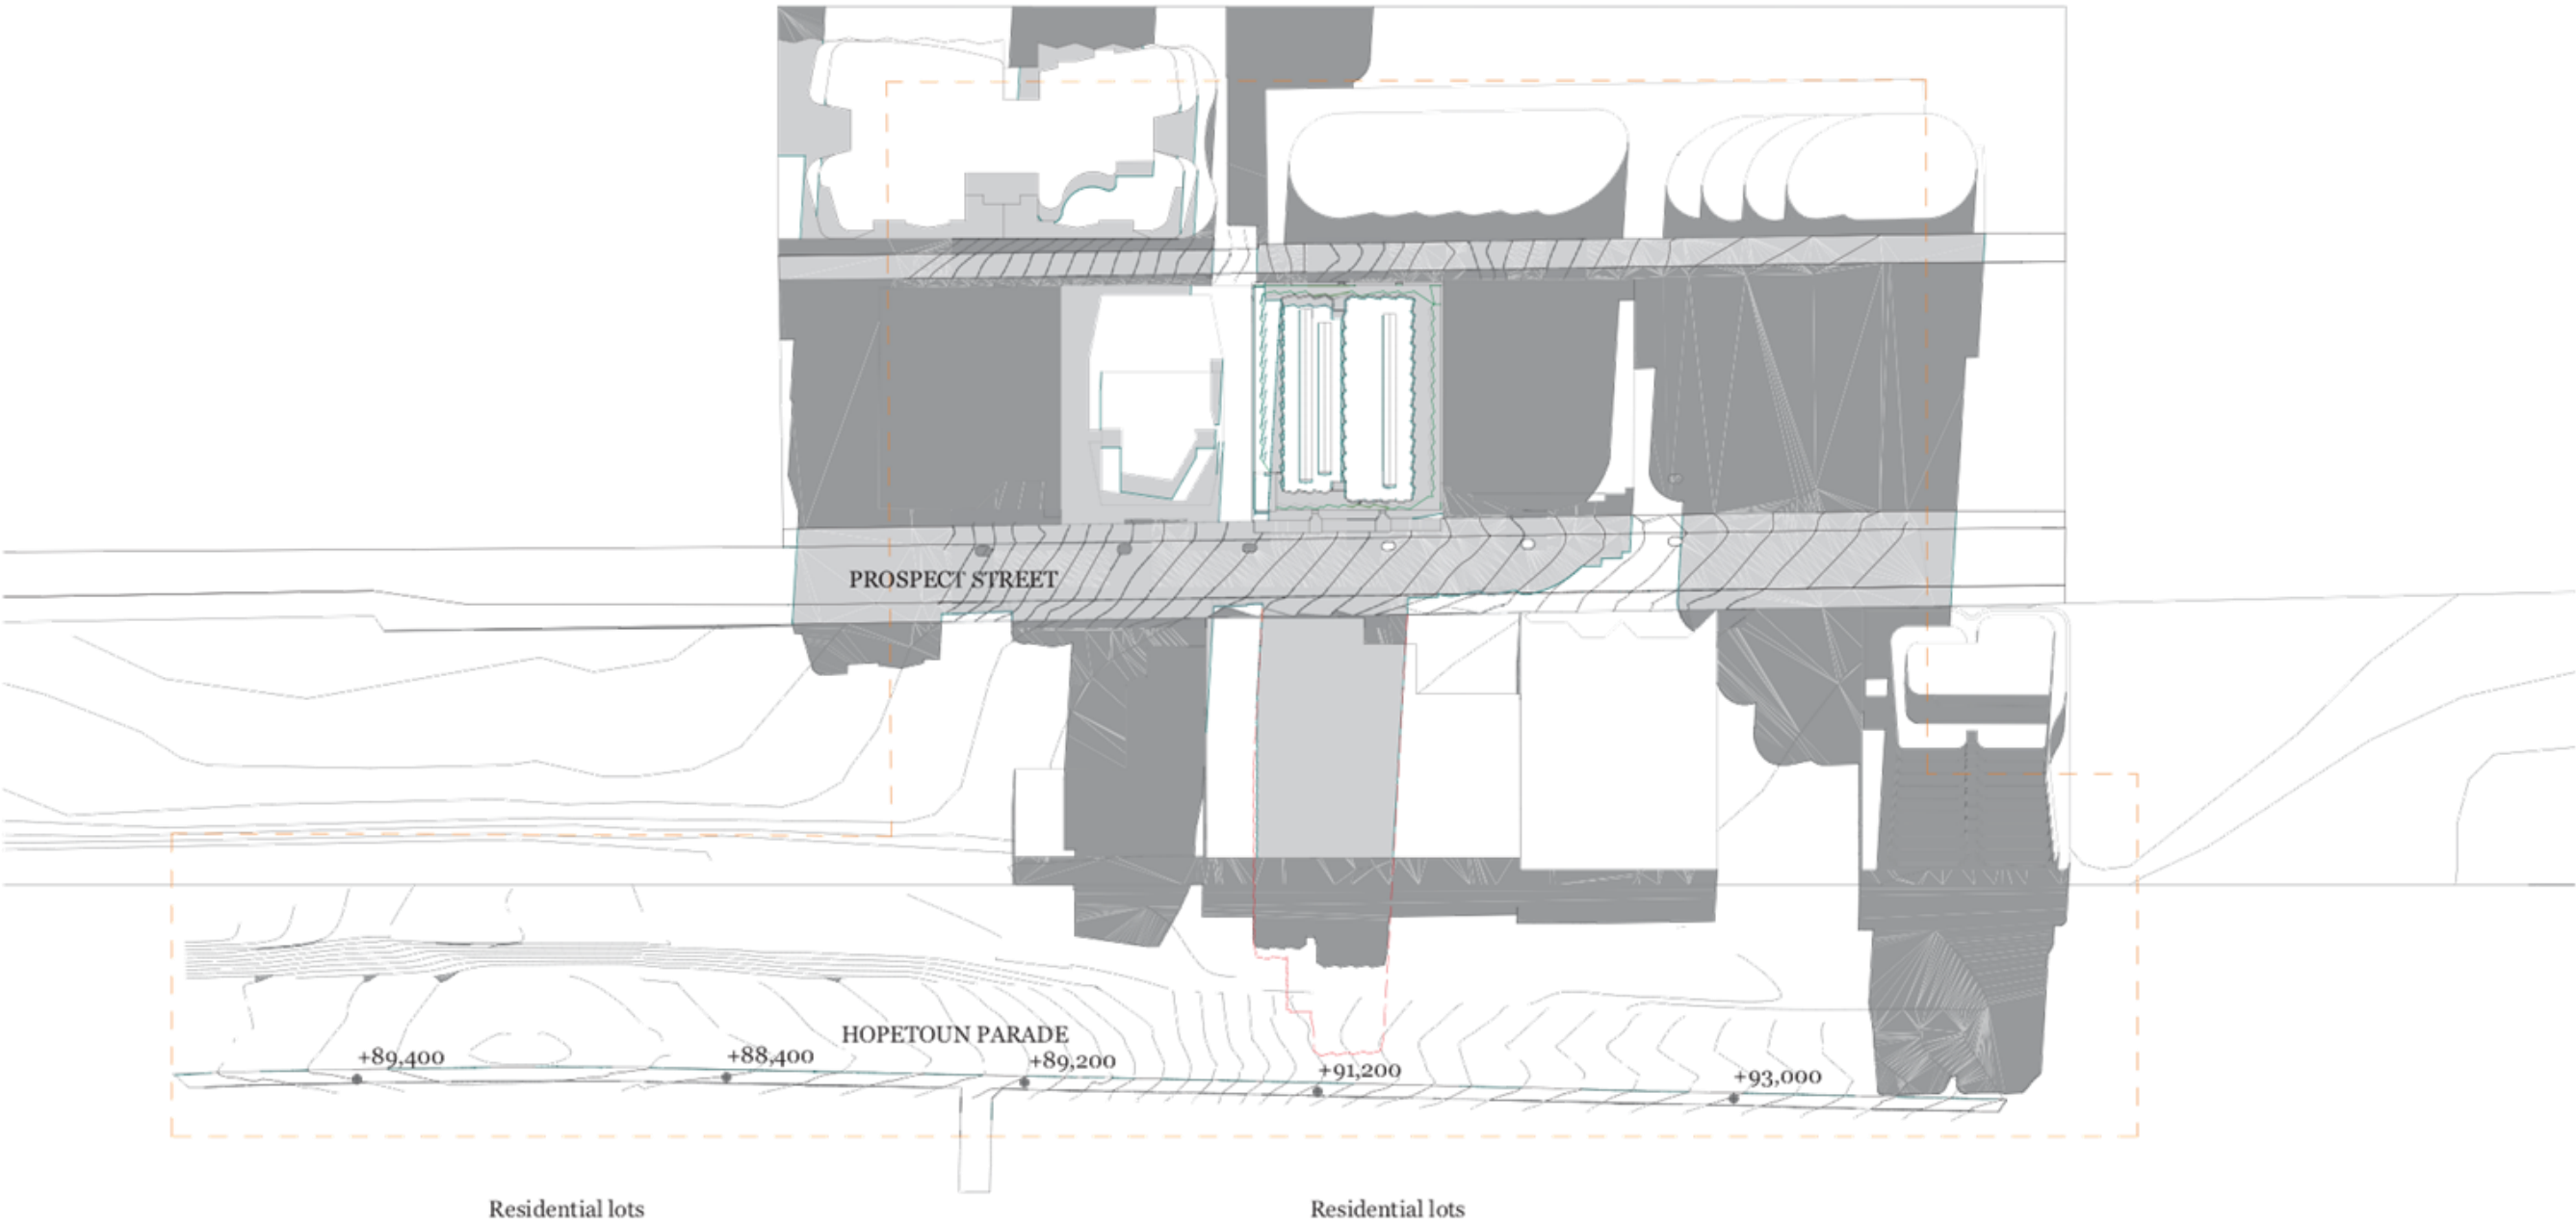 PROSPECT STREET
HOPETOUN PARADE
+89,400
+88,400
+89,200
+91,200
+93,000
Residential lots
Residential lots